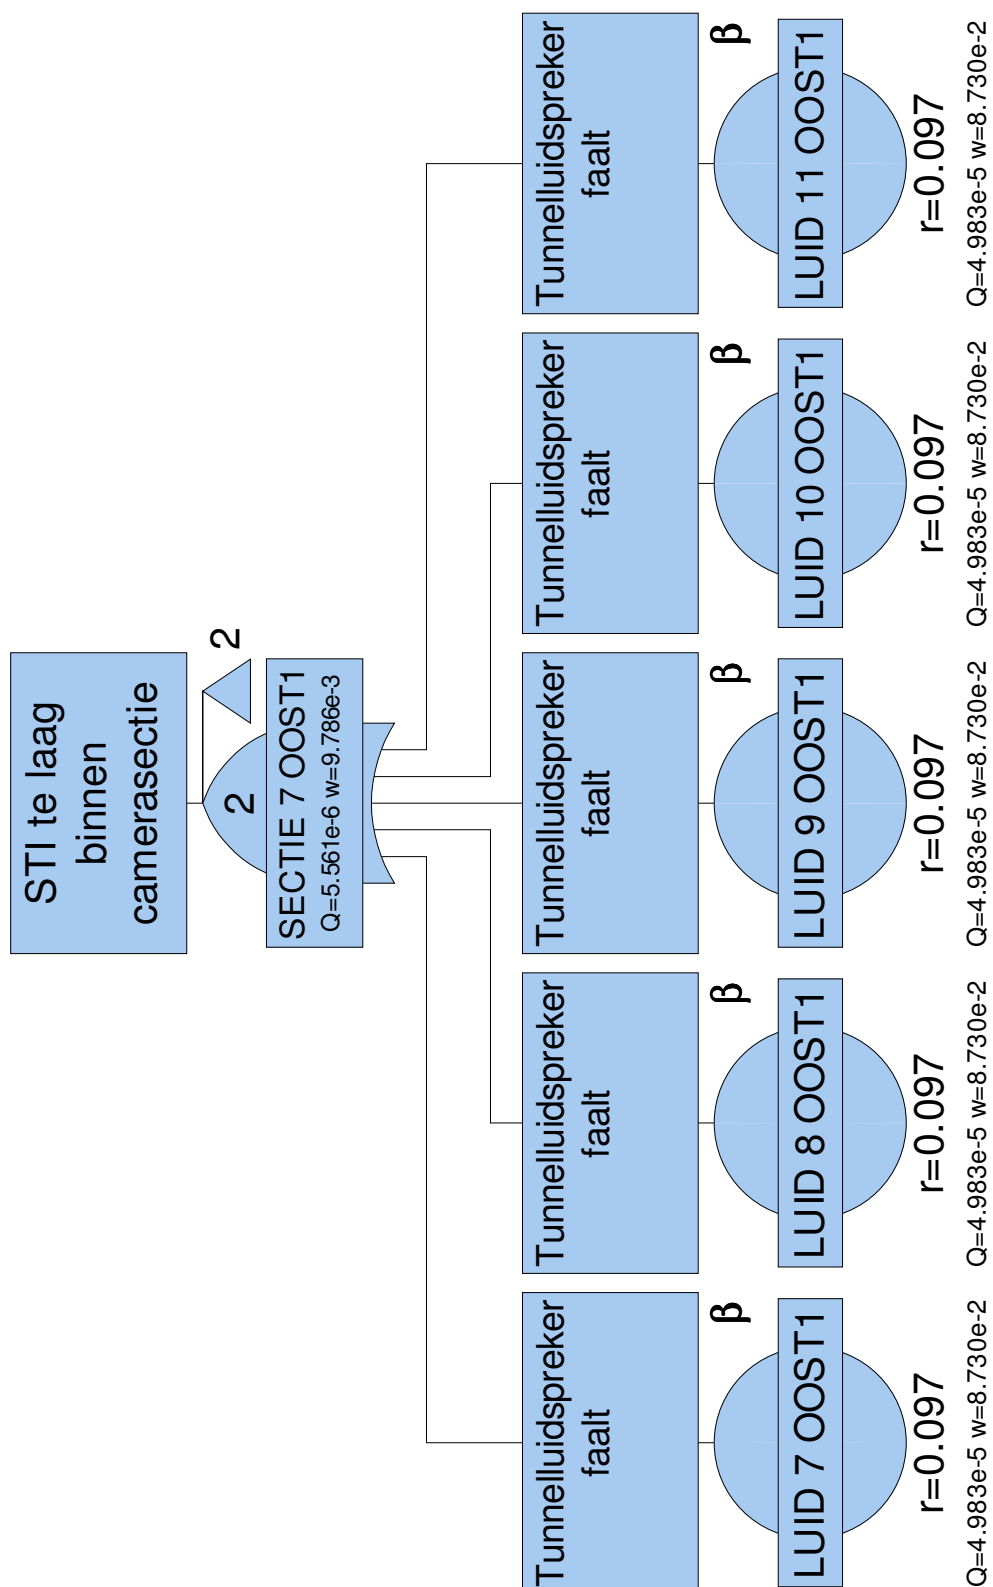 STI te laag
binnen
camerasectie
2
2
SECTIE 7 OOST1
Q=5.561e-6 w=9.786e-3
Tunnelluidspreker
faalt
β
LUID 7 OOST1
r=0.097
Q=4.983e-5 w=8.730e-2
Tunnelluidspreker
faalt
β
LUID 8 OOST1
r=0.097
Q=4.983e-5 w=8.730e-2
Tunnelluidspreker
faalt
β
LUID 9 OOST1
r=0.097
Q=4.983e-5 w=8.730e-2
Tunnelluidspreker
faalt
β
LUID 10 OOST1
r=0.097
Q=4.983e-5 w=8.730e-2
Tunnelluidspreker
faalt
β
LUID 11 OOST1
r=0.097
Q=4.983e-5 w=8.730e-2